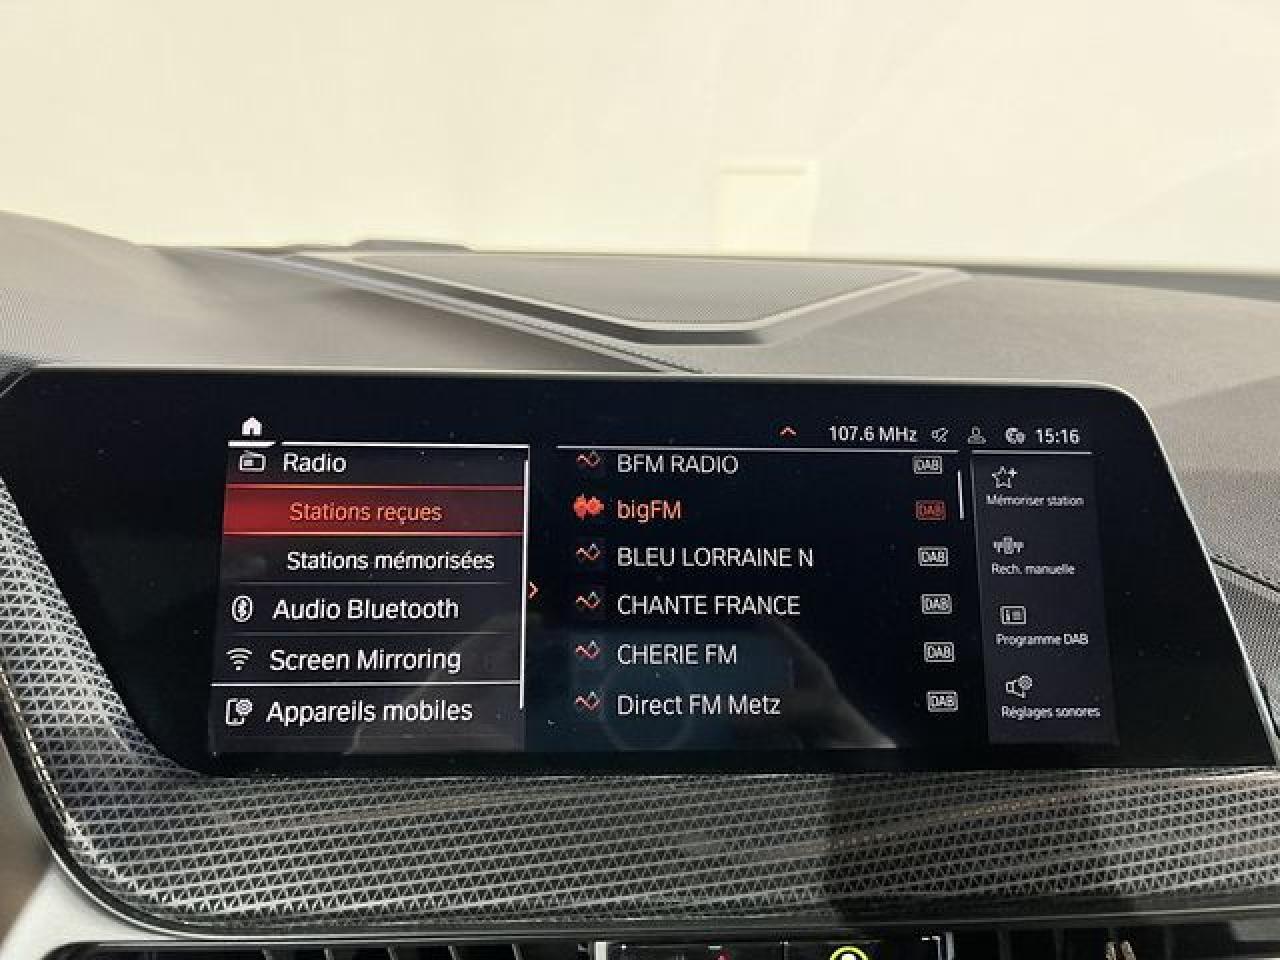 107.6 MHz 15:16
Radio
Stations reçues
Stations mémorisées
Audio Bluetooth
Screen Mirroring
Appareils mobiles
BFM RADIO DAB
bigFM DAB
BLEU LORRAINE N DAB
CHANTE FRANCE DAB
CHERIE FM DAB
Direct FM Metz DAB
Mémoriser station
Rech. manuelle
Programme DAB
Réglages sonores